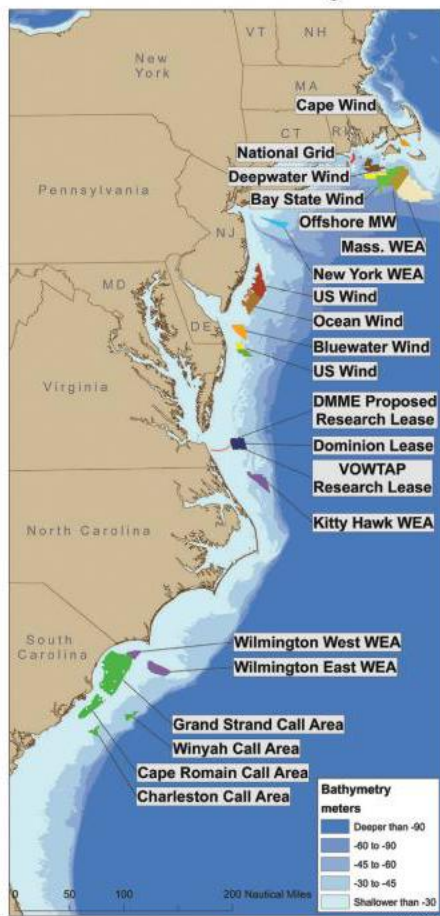 VT
NH
New
York
MA
Cape Wind
CT
RI
National Grid
Deepwater Wind
Pennsylvania
Bay State Wind
Offshore MW
NJ
Mass. WEA
New York WEA
MD
US Wind
Ocean Wind
DE
Bluewater Wind
US Wind
Virginia
DMME Proposed
Research Lease
Dominion Lease
VOWTAP
Research Lease
Kitty Hawk WEA
North Carolina
South
Carolina
Wilmington West WEA
Wilmington East WEA
Grand Strand Call Area
Winyah Call Area
Cape Romain Call Area
Charleston Call Area
Bathymetry
meters
Deeper than -90
-60 to -90
-45 to -60
-30 to -45
Shallower than -30
0 50 100 200 Nautical Miles